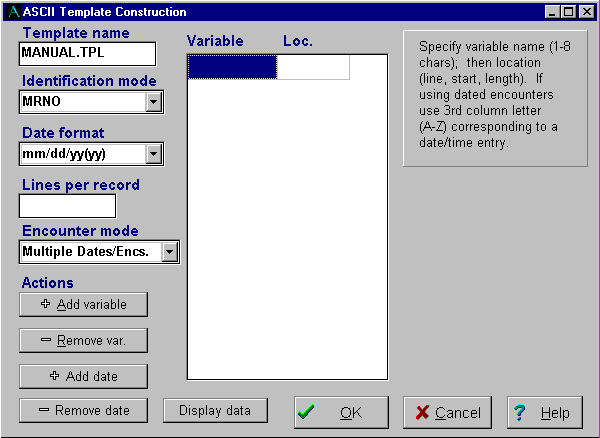 ASCII Template Construction
Template name
MANUAL.TPL
Identification mode
MRNO
Date format
mm/dd/yy(yy)
Lines per record
Encounter mode
Multiple Dates/Encs.
Actions
Add variable
Remove var.
Add date
Remove date
Variable Loc.
Specify variable name (1-8
chars); then location
(line, start, length). If
using dated encounters
use 3rd column letter
(A-Z) corresponding to a
date/time entry.
Display data
OK
Cancel
? Help